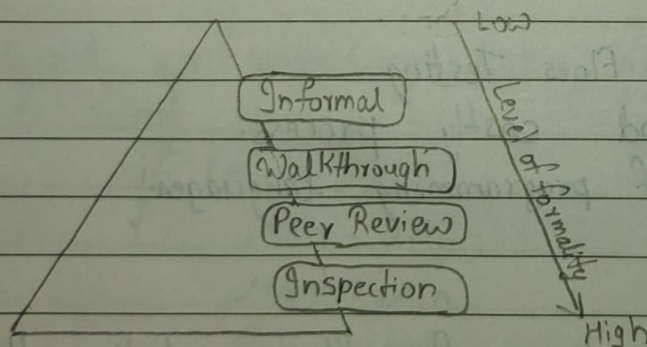 Low
Informal
Walkthrough
Peer Review
Inspection
Level of formality
High